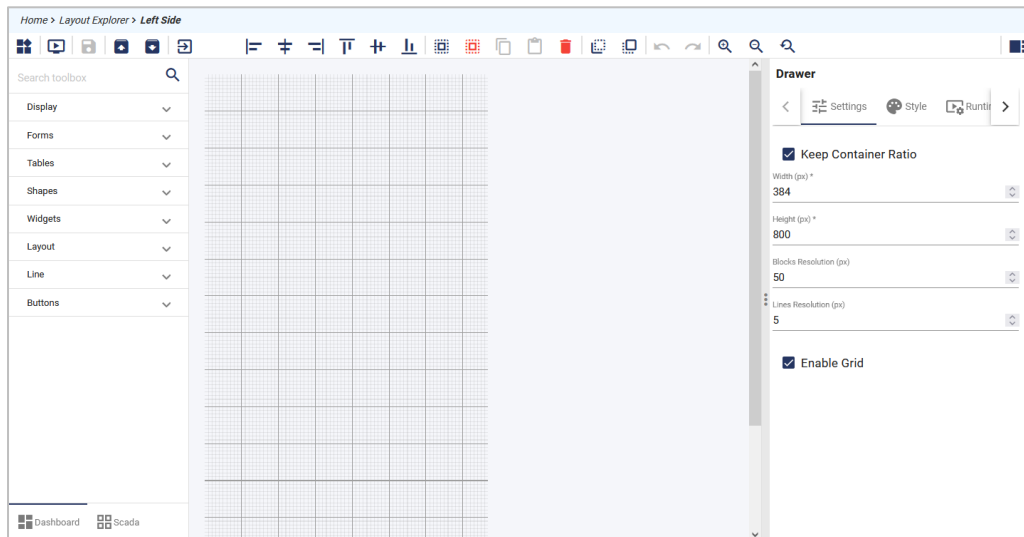 Home > Layout Explorer > Left Side
Search toolbox
Display
Forms
Tables
Shapes
Widgets
Layout
Line
Buttons
Dashboard
Scada
Drawer
Settings
Style
Keep Container Ratio
Width (px) *
384
Height (px) *
800
Blocks Resolution (px)
50
Lines Resolution (px)
5
Enable Grid